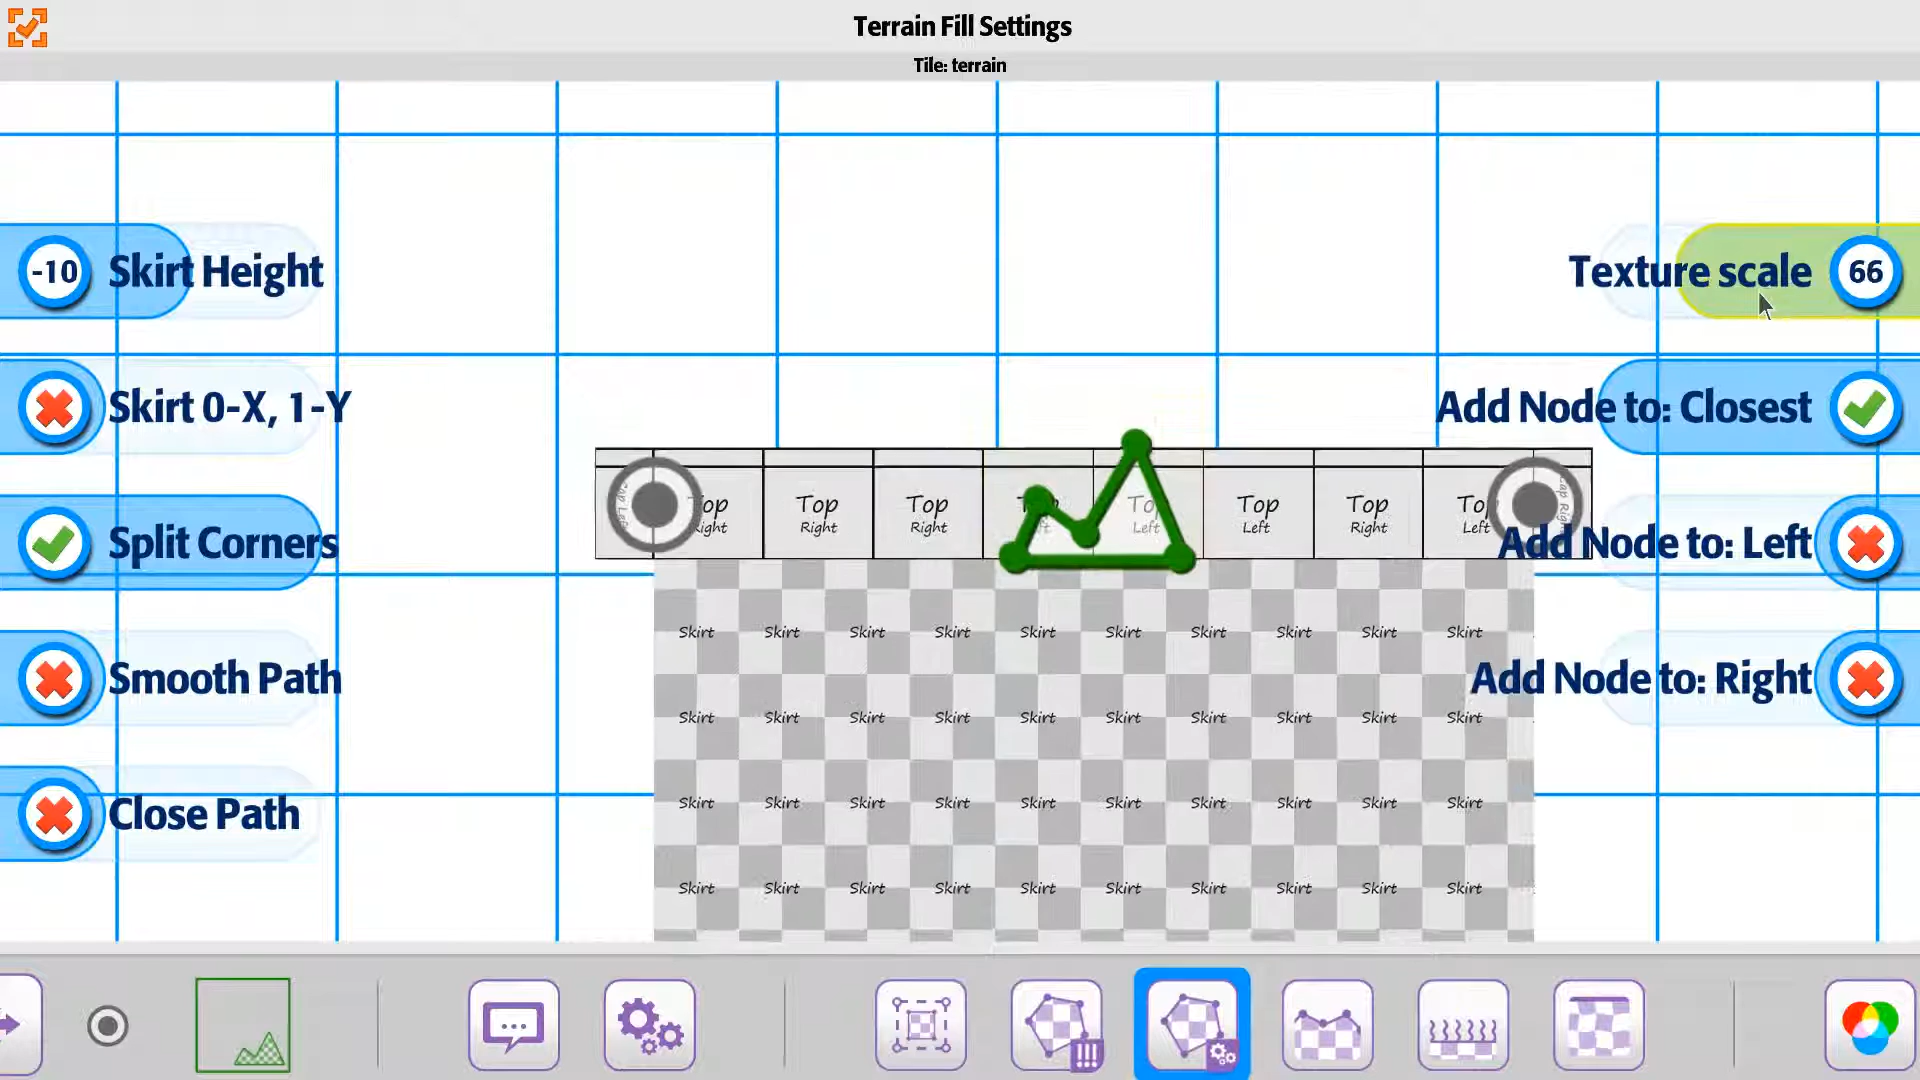 Terrain Fill Settings
Tile: terrain
-10 Skirt Height
Texture scale 66
Skirt 0-X, 1-Y
Add Node to: Closest
Split Corners
Add Node to: Left
Smooth Path
Add Node to: Right
Close Path
Top Top Top Top Top Top
Right Right Left Left Right Left
Skirt Skirt Skirt Skirt Skirt Skirt Skirt Skirt Skirt Skirt
Skirt Skirt Skirt Skirt Skirt Skirt Skirt Skirt Skirt Skirt
Skirt Skirt Skirt Skirt Skirt Skirt Skirt Skirt Skirt Skirt
Skirt Skirt Skirt Skirt Skirt Skirt Skirt Skirt Skirt Skirt